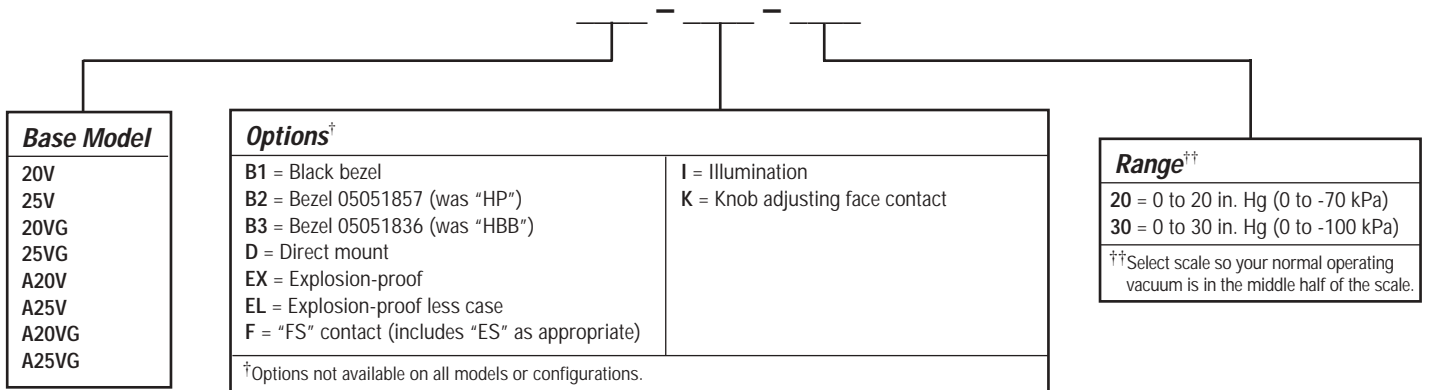 ____ – ____ – ____
Base Model
20V
25V
20VG
25VG
A20V
A25V
A20VG
A25VG
Options†
B1 = Black bezel
B2 = Bezel 05051857 (was “HP”)
B3 = Bezel 05051836 (was “HBB”)
D = Direct mount
EX = Explosion-proof
EL = Explosion-proof less case
F = “FS” contact (includes “ES” as appropriate)
I = Illumination
K = Knob adjusting face contact
†Options not available on all models or configurations.
Range††
20 = 0 to 20 in. Hg (0 to -70 kPa)
30 = 0 to 30 in. Hg (0 to -100 kPa)
††Select scale so your normal operating
vacuum is in the middle half of the scale.